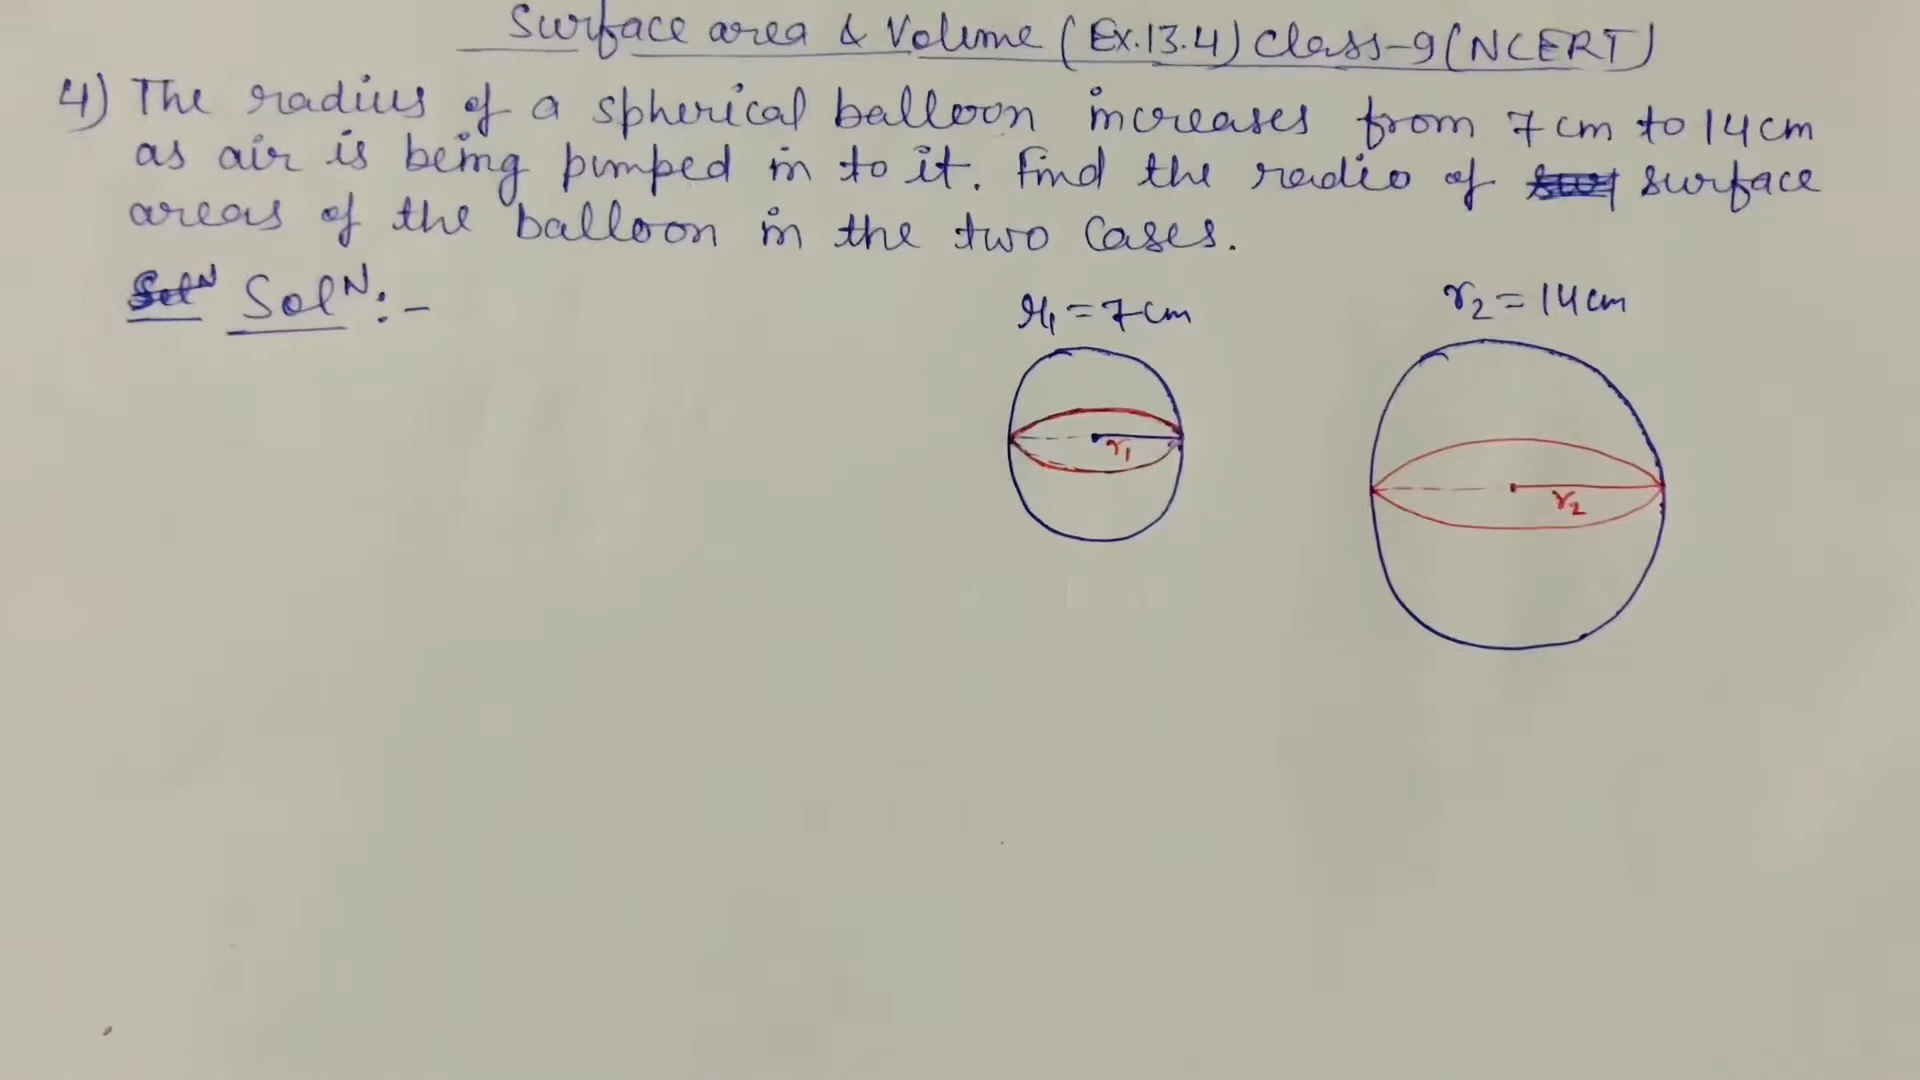 Surface area & Volume (Ex.13.4) Class-9 (NCERT)
4) The radius of a spherical balloon increases from 7 cm to 14 cm
as air is being pumped in to it. Find the radio of surface
areas of the balloon in the two cases.
Solᴺ:-
r₁ = 7 cm
r₂ = 14 cm
r₁
r₂